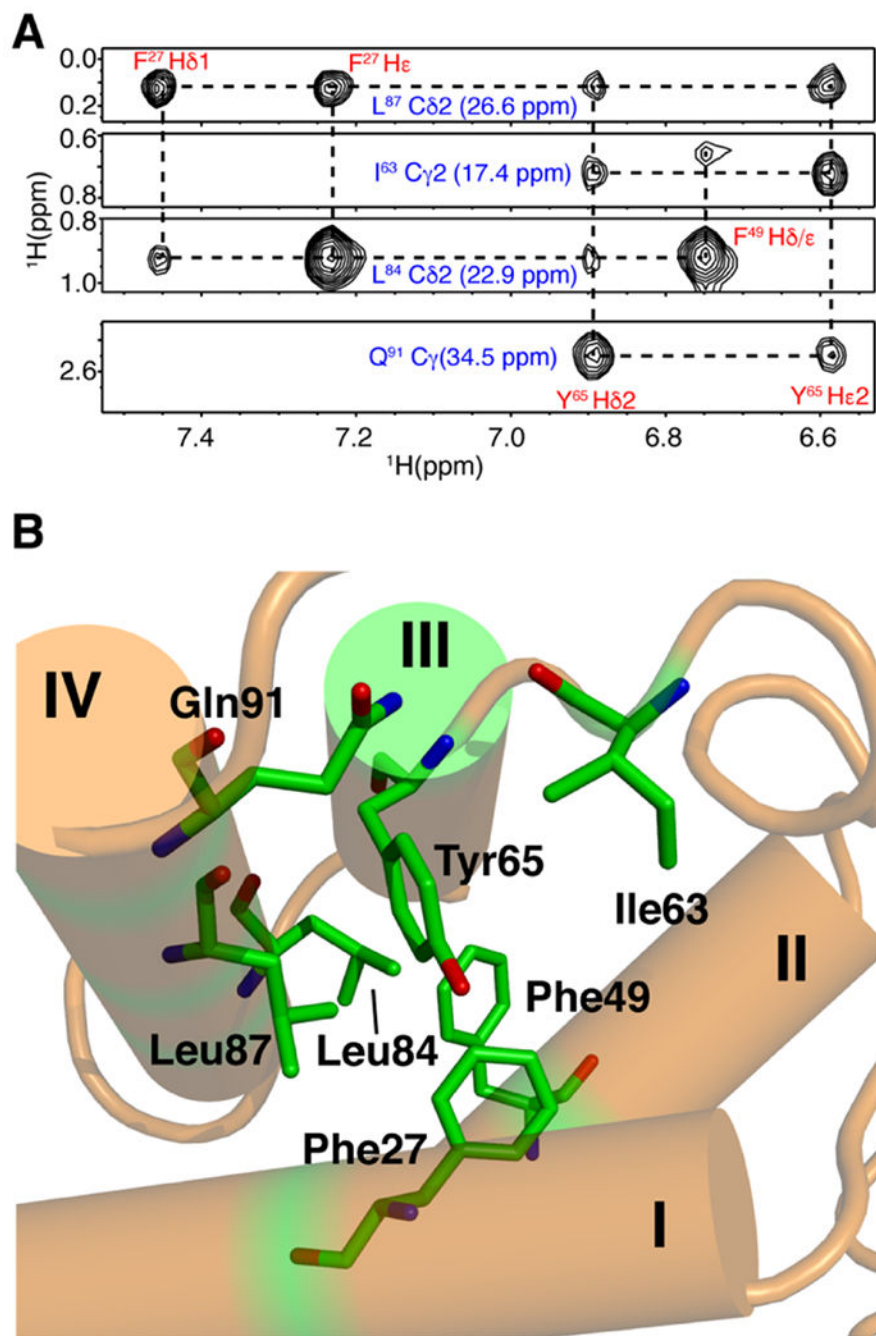 A
0.0
F²⁷ Hδ1
F²⁷ Hε
0.2
L⁸⁷ Cδ2 (26.6 ppm)
0.6
I⁶³ Cγ2 (17.4 ppm)
0.8
¹H(ppm)
0.8
F⁴⁹ Hδ/ε
L⁸⁴ Cδ2 (22.9 ppm)
1.0
Q⁹¹ Cγ(34.5 ppm)
2.6
Y⁶⁵ Hδ2
Y⁶⁵ Hε2
7.4 7.2 7.0 6.8 6.6
¹H(ppm)
B
III
IV
Gln91
Tyr65
Ile63
II
Phe49
Leu87
Leu84
Phe27
I